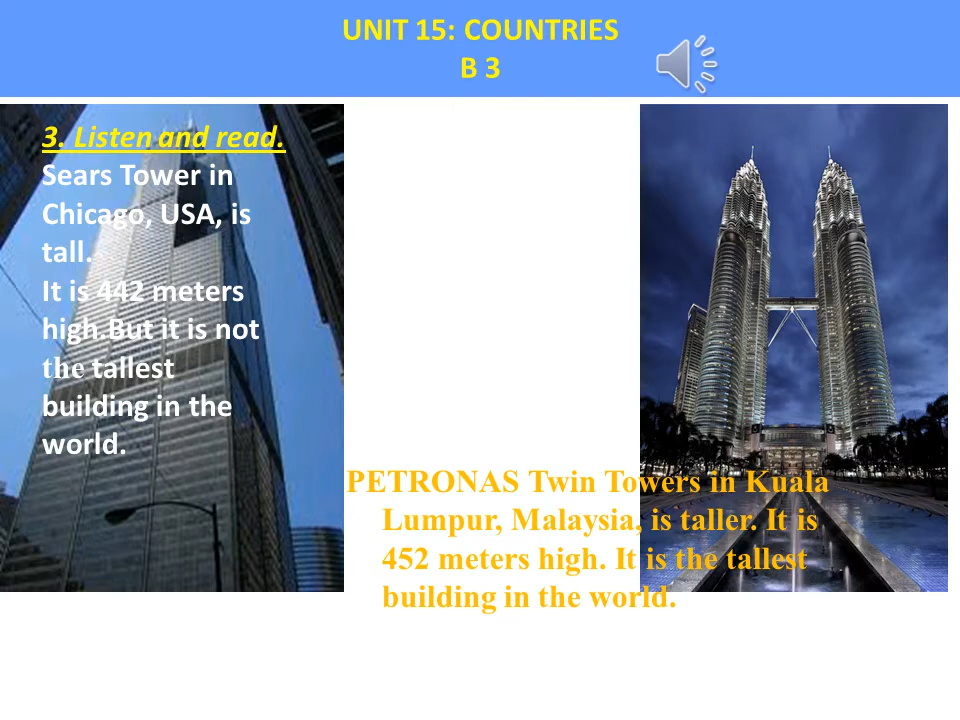 UNIT 15: COUNTRIES
B 3
3. Listen and read.
Sears Tower in
Chicago, USA, is
tall.
It is 442 meters
high.But it is not
the tallest
building in the
world.
PETRONAS Twin Towers in Kuala
Lumpur, Malaysia, is taller. It is
452 meters high. It is the tallest
building in the world.